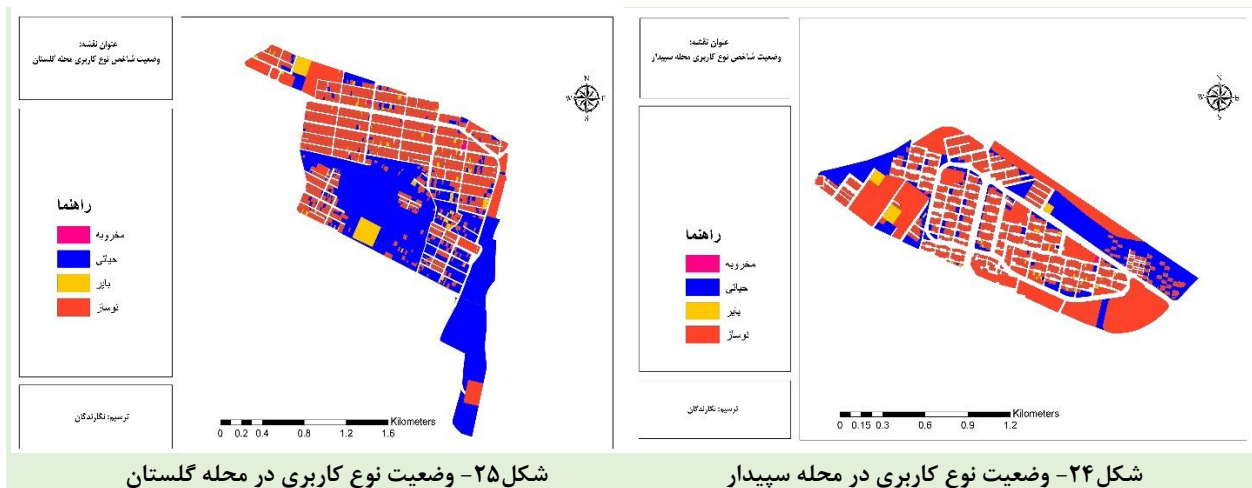 عنوان نقشه:
وضعیت شاخص نوع کاربری محله سپیدار
N
W E
S
راهنما
مخروبه
حیاتی
بایر
نوساز
ترسیم: نگارندگان
Kilometers
0 0.15 0.3 0.6 0.9 1.2
شکل۲۴- وضعیت نوع کاربری در محله سپیدار
عنوان نقشه:
وضعیت شاخص نوع کاربری محله گلستان
N
W E
S
راهنما
مخروبه
حیاتی
بایر
نوساز
ترسیم: نگارندگان
Kilometers
0 0.2 0.4 0.8 1.2 1.6
شکل۲۵- وضعیت نوع کاربری در محله گلستان